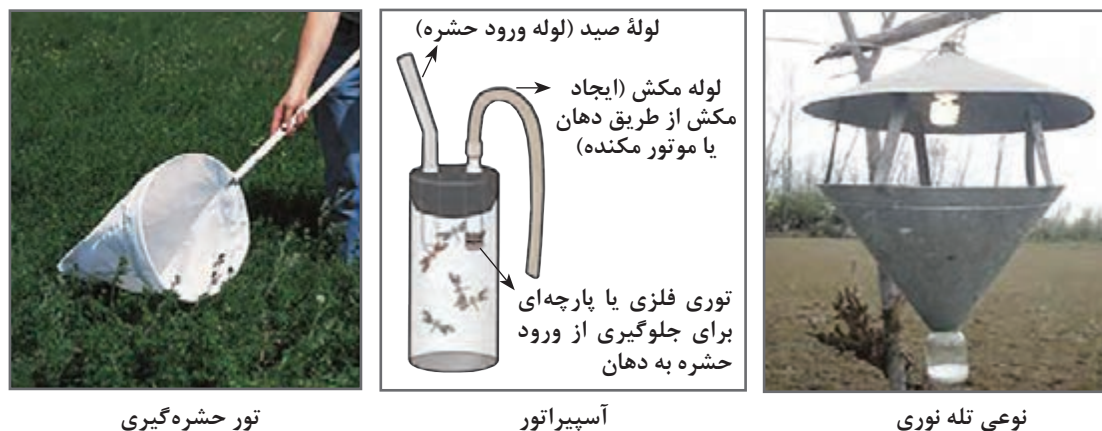 لولهٔ صید (لوله ورود حشره)
لوله مکش (ایجاد
مکش از طریق دهان
یا موتور مکنده)
توری فلزی یا پارچه‌ای
برای جلوگیری از ورود
حشره به دهان
نوعی تله نوری
آسپیراتور
تور حشره‌گیری